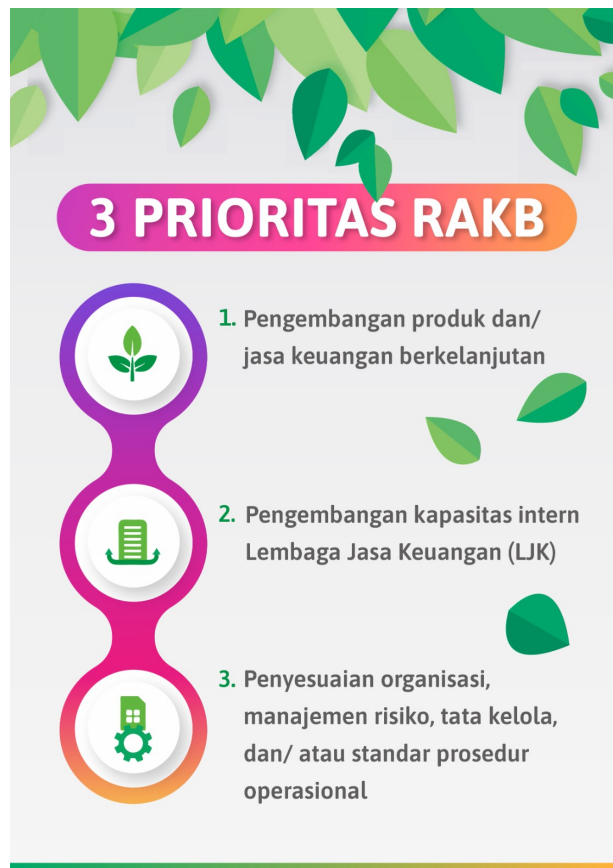 3 PRIORITAS RAKB
1. Pengembangan produk dan/
jasa keuangan berkelanjutan
2. Pengembangan kapasitas intern
Lembaga Jasa Keuangan (LJK)
3. Penyesuaian organisasi,
manajemen risiko, tata kelola,
dan/ atau standar prosedur
operasional